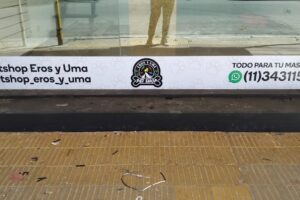 tshop Eros y Uma
tshop_eros_y_uma
TODO PARA TU MAS
(11)343115